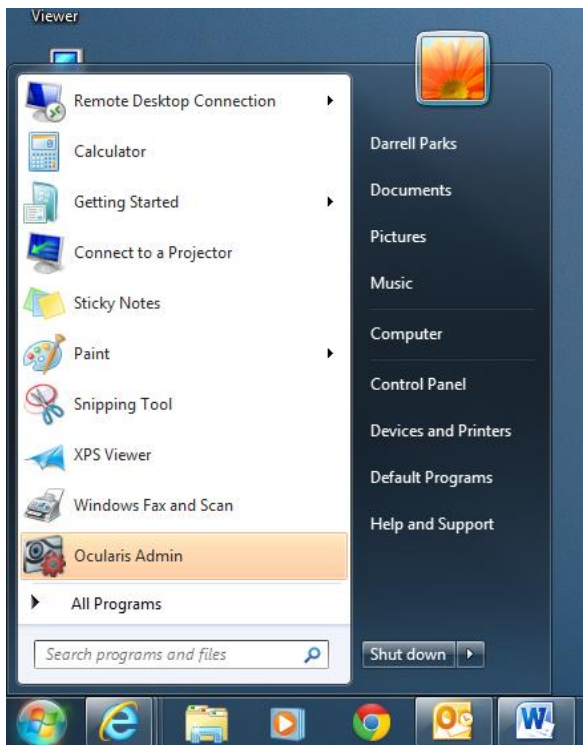 Viewer
Remote Desktop Connection
Calculator
Getting Started
Connect to a Projector
Sticky Notes
Paint
Snipping Tool
XPS Viewer
Windows Fax and Scan
Ocularis Admin
All Programs
Search programs and files
Darrell Parks
Documents
Pictures
Music
Computer
Control Panel
Devices and Printers
Default Programs
Help and Support
Shut down